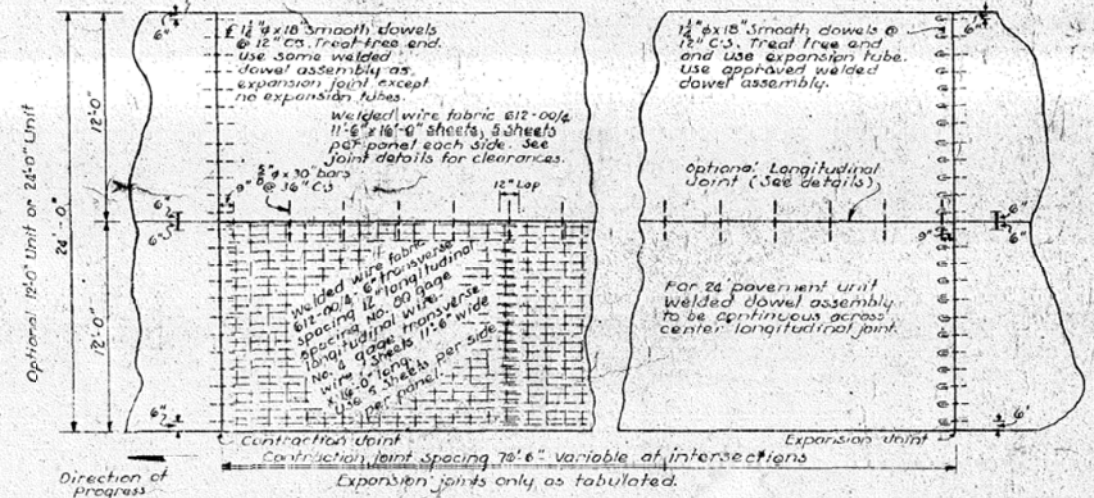 1¼" φ x 18" Smooth dowels
@ 12" C's. Treat free end.
Use same welded
dowel assembly as
expansion joint except
no expansion tubes.
Welded wire fabric 612-00/4
11'-6" x 16'-0" sheets, 5 sheets
per panel each side. See
joint details for clearances.
φ x 30" bars
@ 36" C's
9"
12" Lap
1¼" φ x 18" Smooth dowels @
12" C's. Treat free end
and use expansion tube.
Use approved welded
dowel assembly.
Optional Longitudinal
Joint (See details)
9"
For 24' pavement unit
welded dowel assembly
to be continuous across
center longitudinal joint.
Welded wire fabric
612-00/4 6" transverse
spacing 12" longitudinal
spacing No. 00 gage
longitudinal wire-
No. 4 gage transverse
wire, Sheets 11'-6" wide
x 16'-0" long.
Use 5 sheets per side
per panel.
Optional 12'-0" Unit or 24'-0" Unit
24'-0"
12'-0"
12'-0"
6"
6"
6"
6"
6"
6"
6"
6"
Contraction Joint
Expansion Joint
Contraction joint spacing 78'-6" Variable at intersections
Expansion joints only as tabulated.
Direction of
Progress